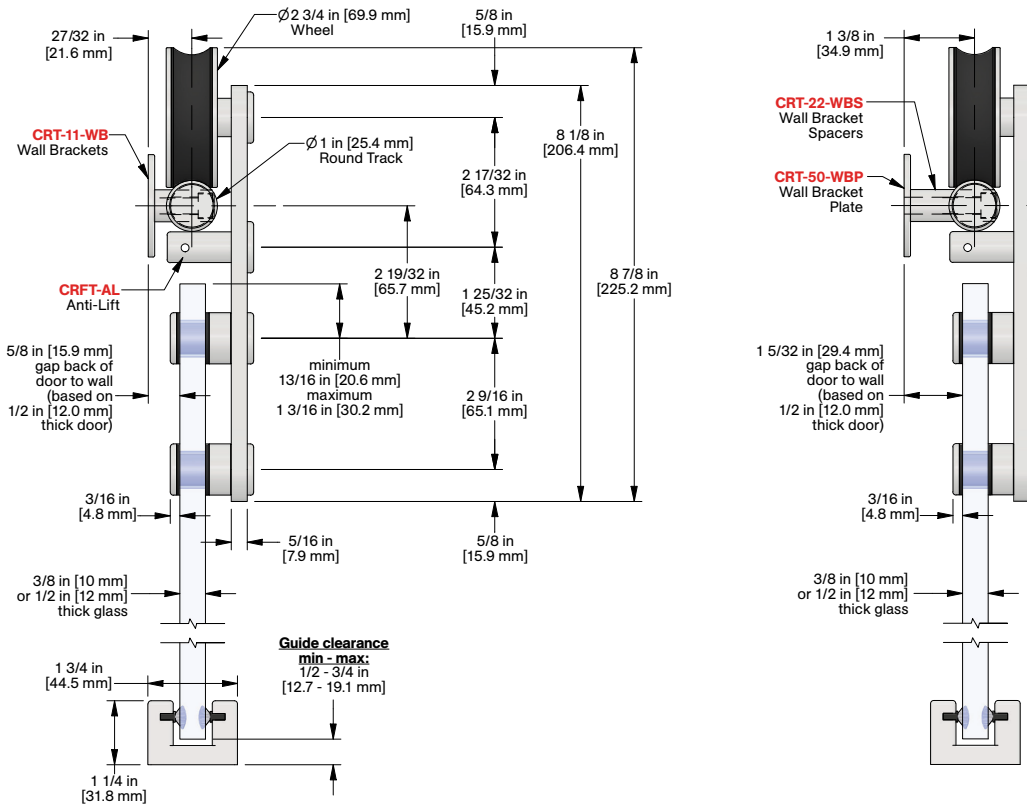 27/32 in
[21.6 mm]
Ø2 3/4 in [69.9 mm]
Wheel
5/8 in
[15.9 mm]
CRT-11-WB
Wall Brackets
Ø1 in [25.4 mm]
Round Track
8 1/8 in
[206.4 mm]
2 17/32 in
[64.3 mm]
8 7/8 in
[225.2 mm]
2 19/32 in
[65.7 mm]
1 25/32 in
[45.2 mm]
CRFT-AL
Anti-Lift
5/8 in [15.9 mm]
gap back of
door to wall
(based on
1/2 in [12.0 mm]
thick door)
minimum
13/16 in [20.6 mm]
maximum
1 3/16 in [30.2 mm]
2 9/16 in
[65.1 mm]
3/16 in
[4.8 mm]
5/16 in
[7.9 mm]
5/8 in
[15.9 mm]
3/8 in [10 mm]
or 1/2 in [12 mm]
thick glass
Guide clearance
min - max:
1/2 - 3/4 in
[12.7 - 19.1 mm]
1 3/4 in
[44.5 mm]
1 1/4 in
[31.8 mm]
1 3/8 in
[34.9 mm]
CRT-22-WBS
Wall Bracket
Spacers
CRT-50-WBP
Wall Bracket
Plate
1 5/32 in [29.4 mm]
gap back of
door to wall
(based on
1/2 in [12.0 mm]
thick door)
3/16 in
[4.8 mm]
3/8 in [10 mm]
or 1/2 in [12 mm]
thick glass